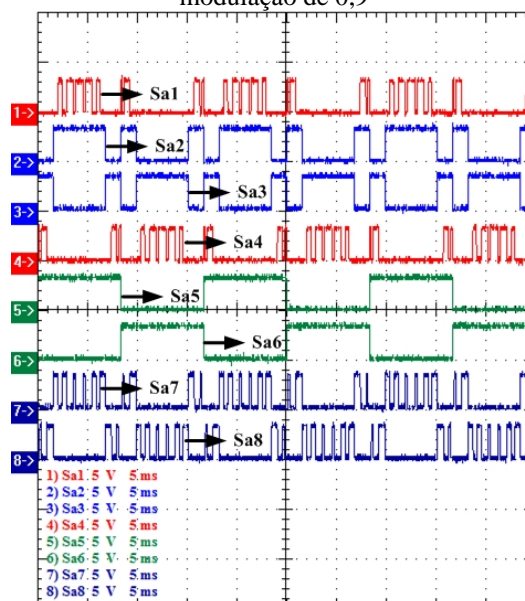 modulação de 0,9
1->
Sa1
2->
Sa2
3->
Sa3
4->
Sa4
5->
Sa5
6->
Sa6
7->
Sa7
8->
Sa8
1) Sa1: 5 V 5 ms
2) Sa2: 5 V 5 ms
3) Sa3: 5 V 5 ms
4) Sa4: 5 V 5 ms
5) Sa5: 5 V 5 ms
6) Sa6: 5 V 5 ms
7) Sa7: 5 V 5 ms
8) Sa8: 5 V 5 ms